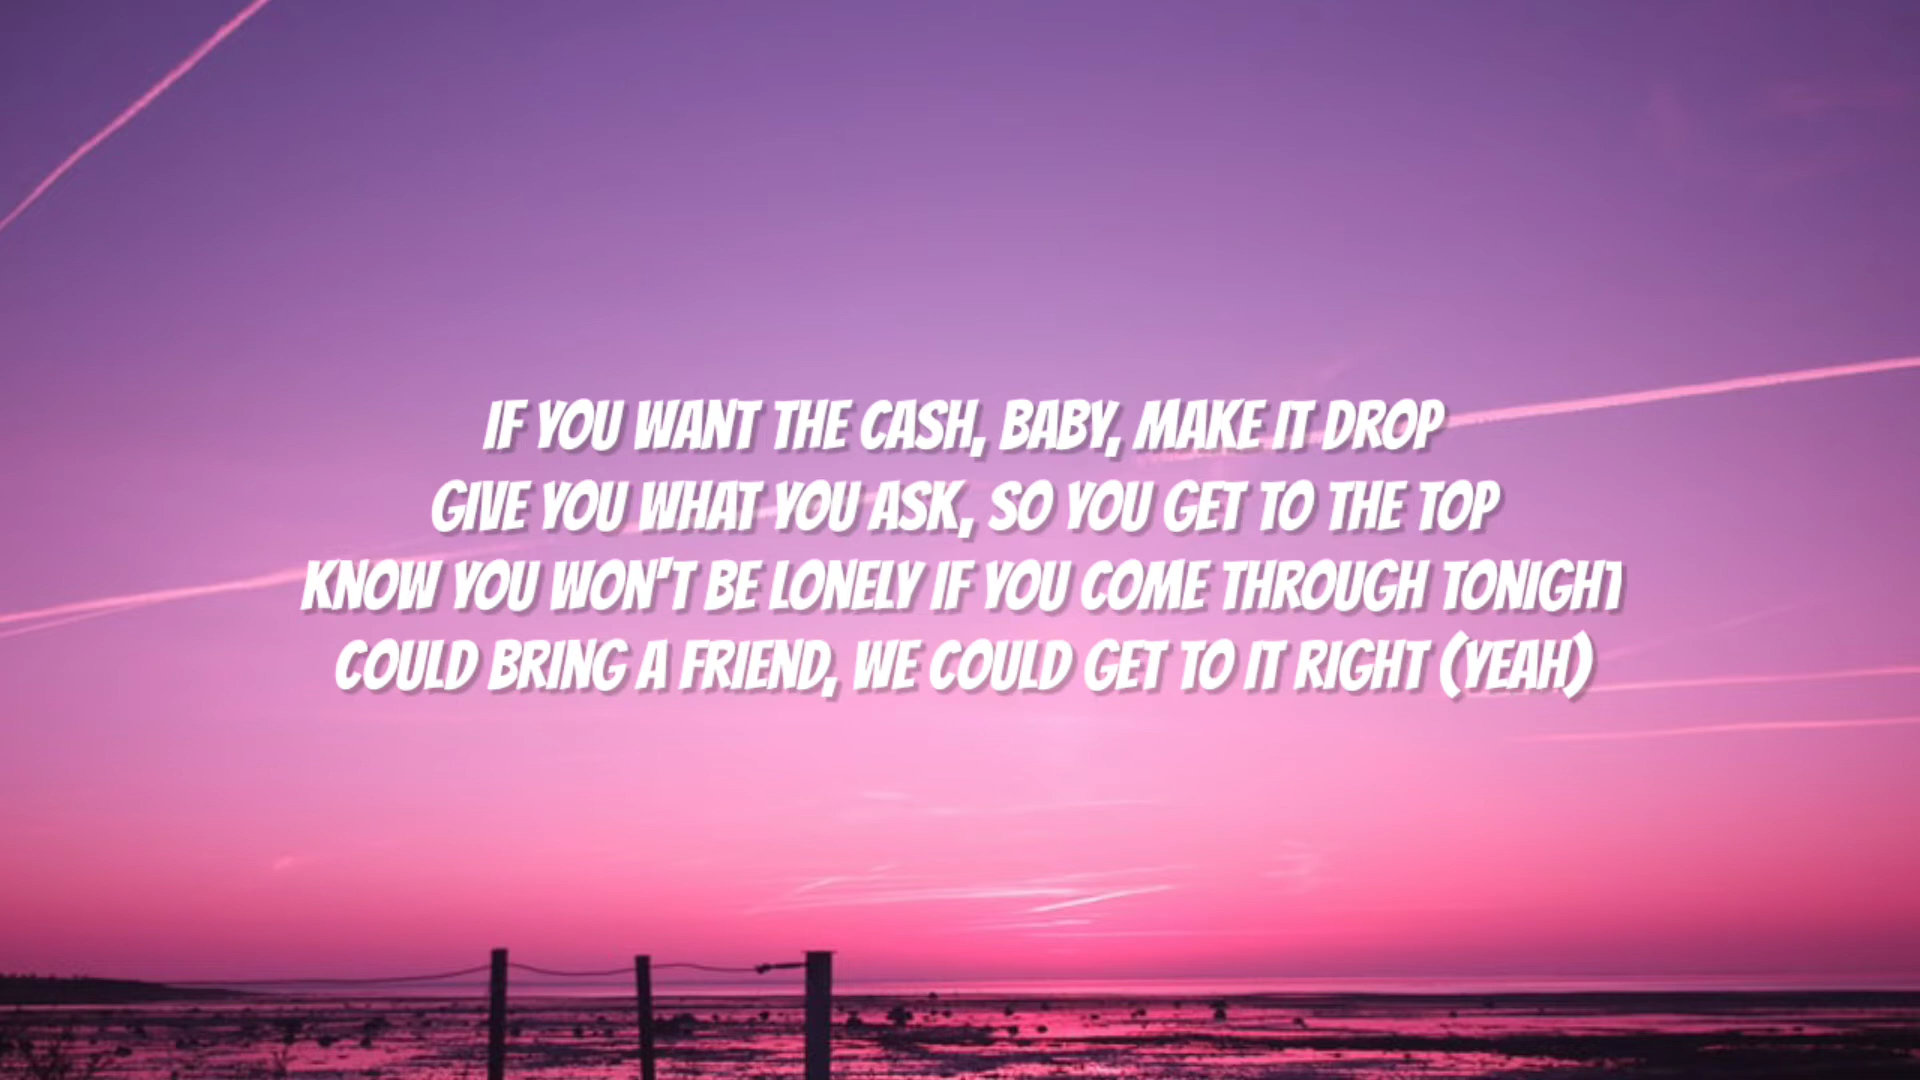 IF YOU WANT THE CASH, BABY, MAKE IT DROP
GIVE YOU WHAT YOU ASK, SO YOU GET TO THE TOP
KNOW YOU WON'T BE LONELY IF YOU COME THROUGH TONIGHT
COULD BRING A FRIEND, WE COULD GET TO IT RIGHT (YEAH)